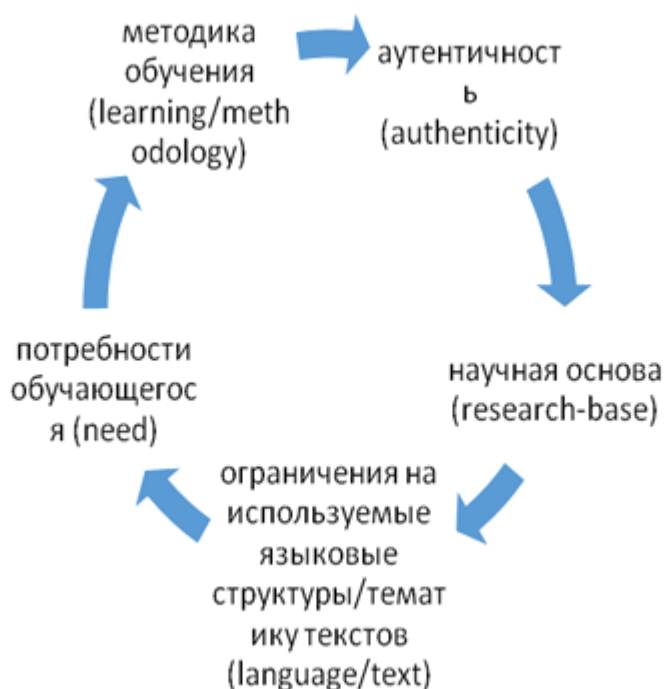 методика
обучения
(learning/meth
odology)
аутентичност
ь
(authenticity)
научная основа
(research-base)
ограничения на
используемые
языковые
структуры/темат
ику текстов
(language/text)
потребности
обучающегос
я (need)